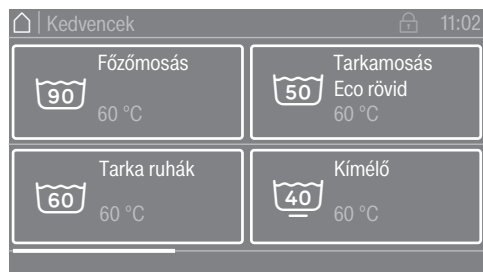 Kedvencek 11:02
Főzőmosás
90
60 °C
Tarkamosás
Eco rövid
50
60 °C
Tarka ruhák
60
60 °C
Kímélő
40
60 °C